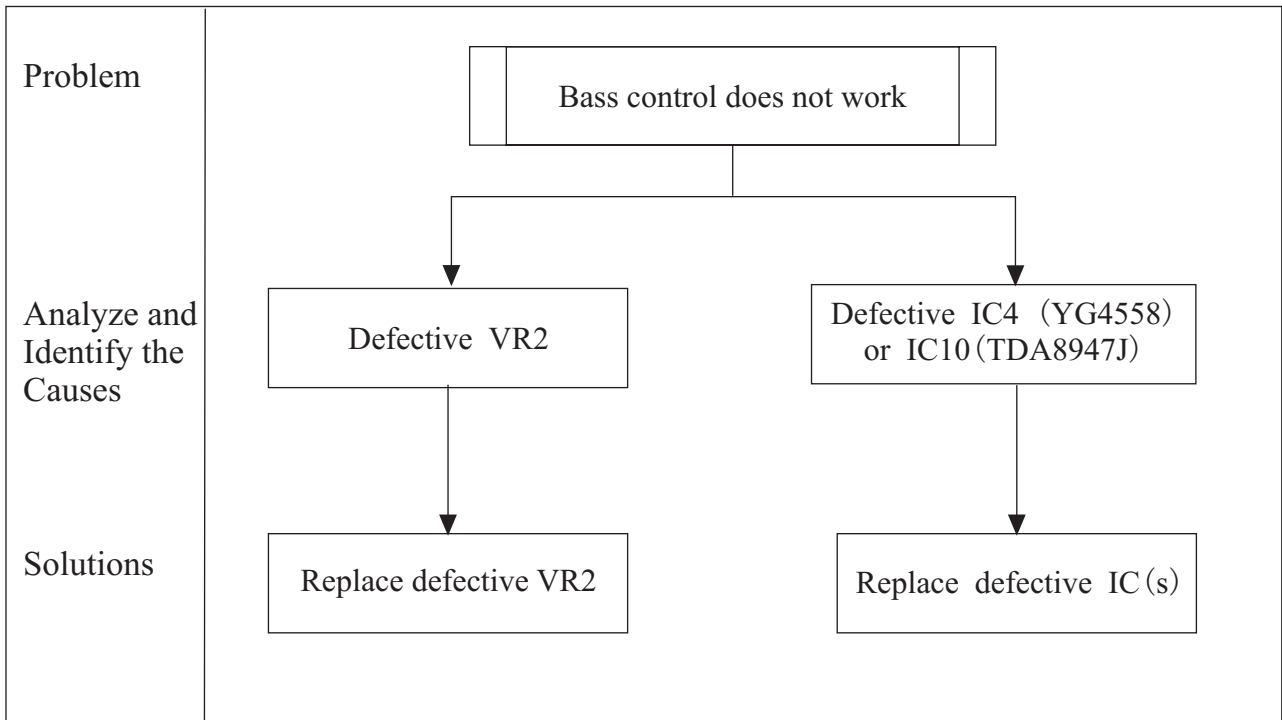 Problem
Bass control does not work
Analyze and
Identify the
Causes
Defective VR2
Defective IC4 (YG4558)
or IC10(TDA8947J)
Solutions
Replace defective VR2
Replace defective IC(s)